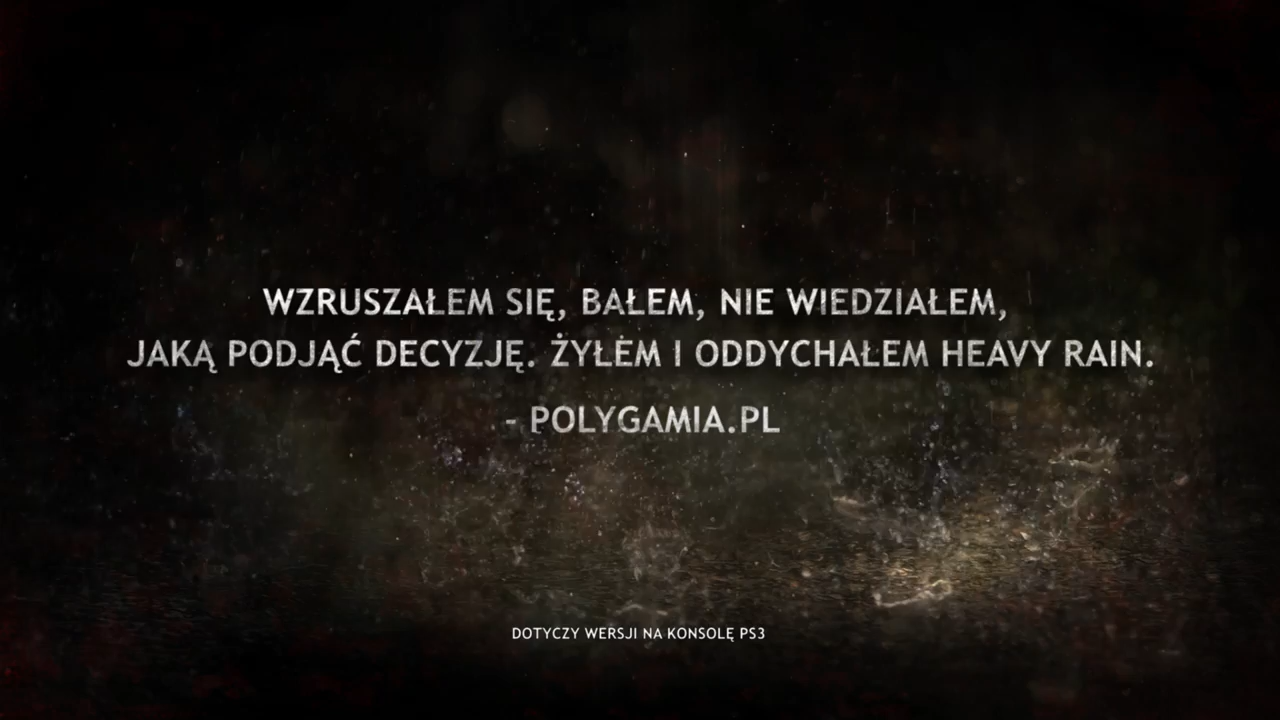 WZRUSZAŁEM SIĘ, BAŁEM, NIE WIEDZIAŁEM,
JAKĄ PODJĄĆ DECYZJĘ. ŻYŁEM I ODDYCHAŁEM HEAVY RAIN.
- POLYGAMIA.PL
DOTYCZY WERSJI NA KONSOLĘ PS3